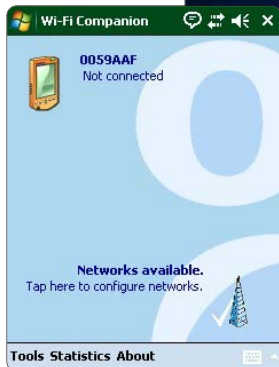 Wi-Fi Companion
0059AAF
Not connected
Networks available.
Tap here to configure networks.
Tools Statistics About